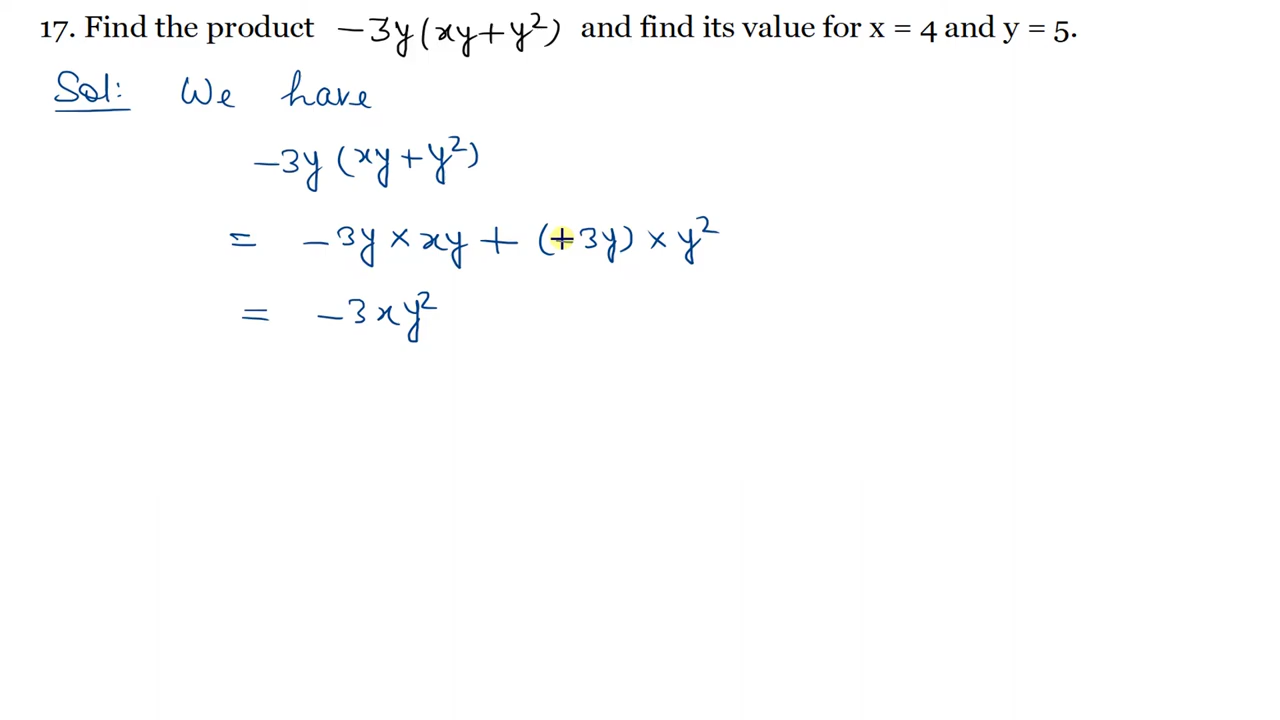 17. Find the product −3y(xy+y²) and find its value for x = 4 and y = 5.
Sol: We have
−3y(xy+y²)
= −3y × xy + (+3y) × y²
= −3xy²